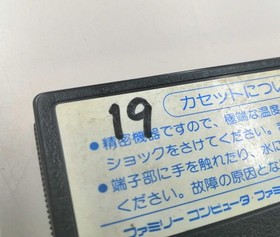 19
カセットについ
●精密機器ですので、極端な温度
ショックをさけてください。
●端子部に手を触れたり、水に
ください。故障の原因とな
ファミリー コンピュータ・ファミ